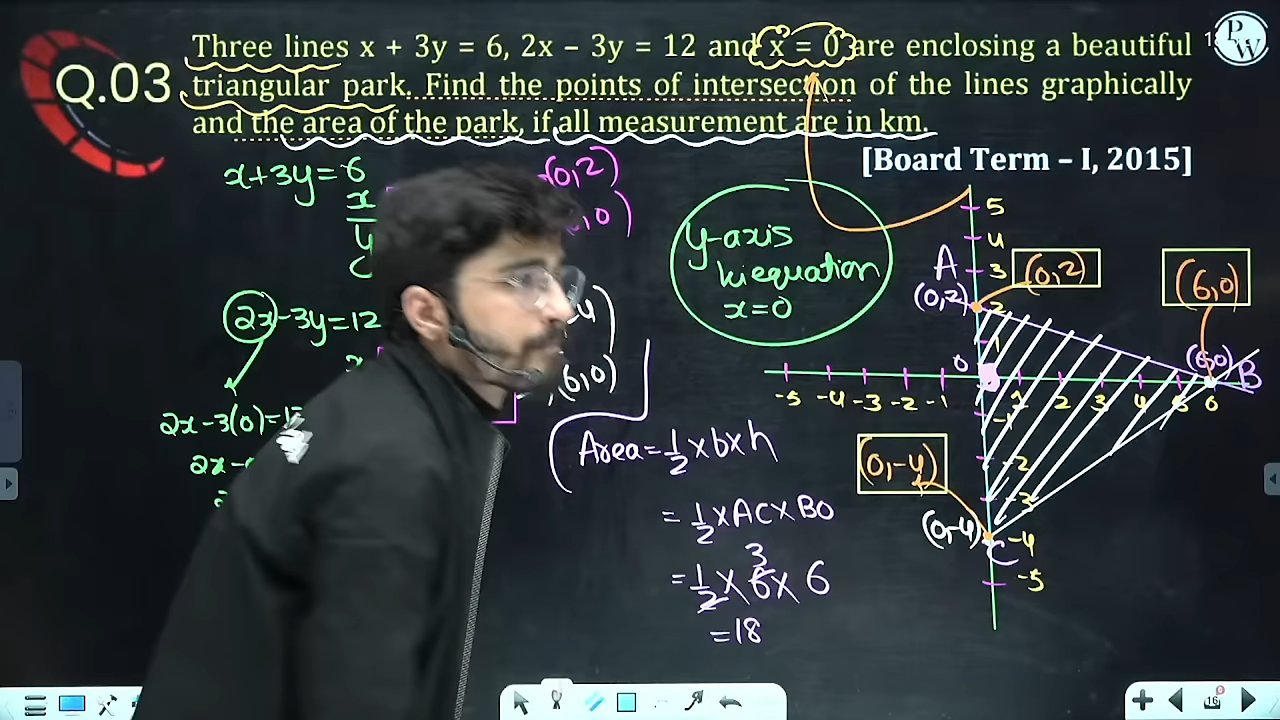 Q.03
Three lines x + 3y = 6, 2x – 3y = 12 and x = 0 are enclosing a beautiful
triangular park. Find the points of intersection of the lines graphically
and the area of the park, if all measurement are in km.
[Board Term – I, 2015]
PW
x+3y=6
x
y
(0,2)
,0)
2x-3y=12
4)
,(6,0)
2x-3(0)=1
2x-
y-axis
ki equation
x=0
Area=1/2×b×h
=1/2×AC×BO
3
=1/2×6×6
=18
5
4
A 3 (0,2) (6,0)
(0,2) 2
1 (6,0)
0 B
-5 -4 -3 -2 -1 1 2 3 4 5 6
-1
(0,-4) -2
-3
(0,-4) C -4
-5
16